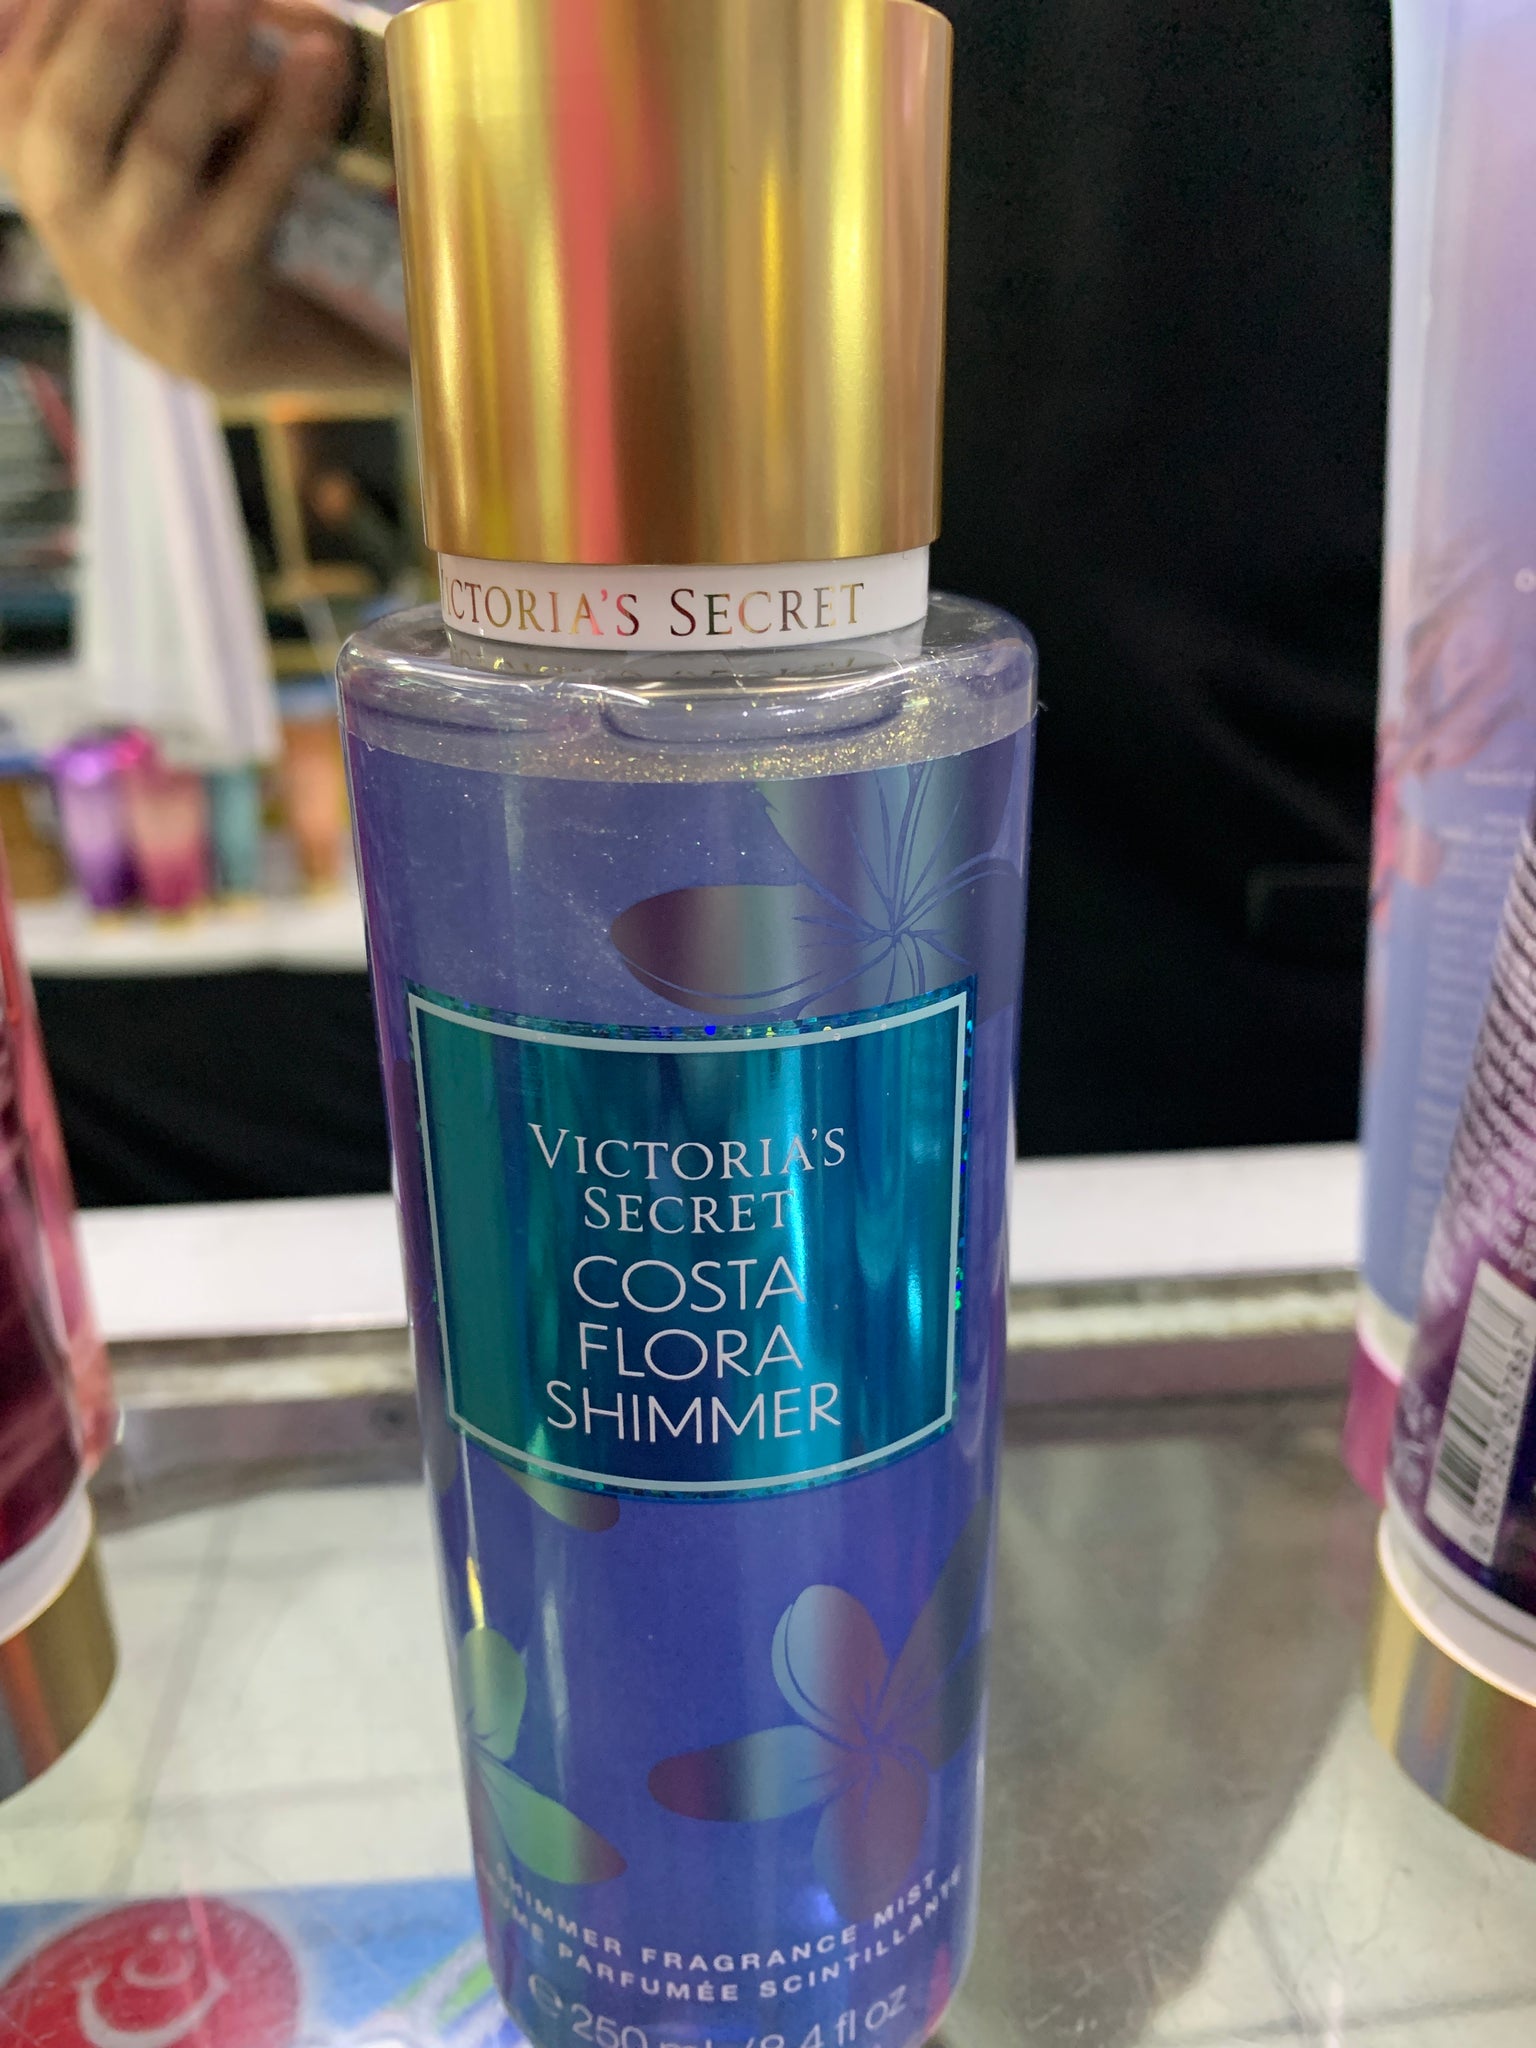 VICTORIA'S SECRET
VICTORIA'S
SECRET
COSTA
FLORA
SHIMMER
SHIMMER FRAGRANCE MIST
PARFUMÉE SCINTILLANTE
℮ 250 mL/8.4 fl oz